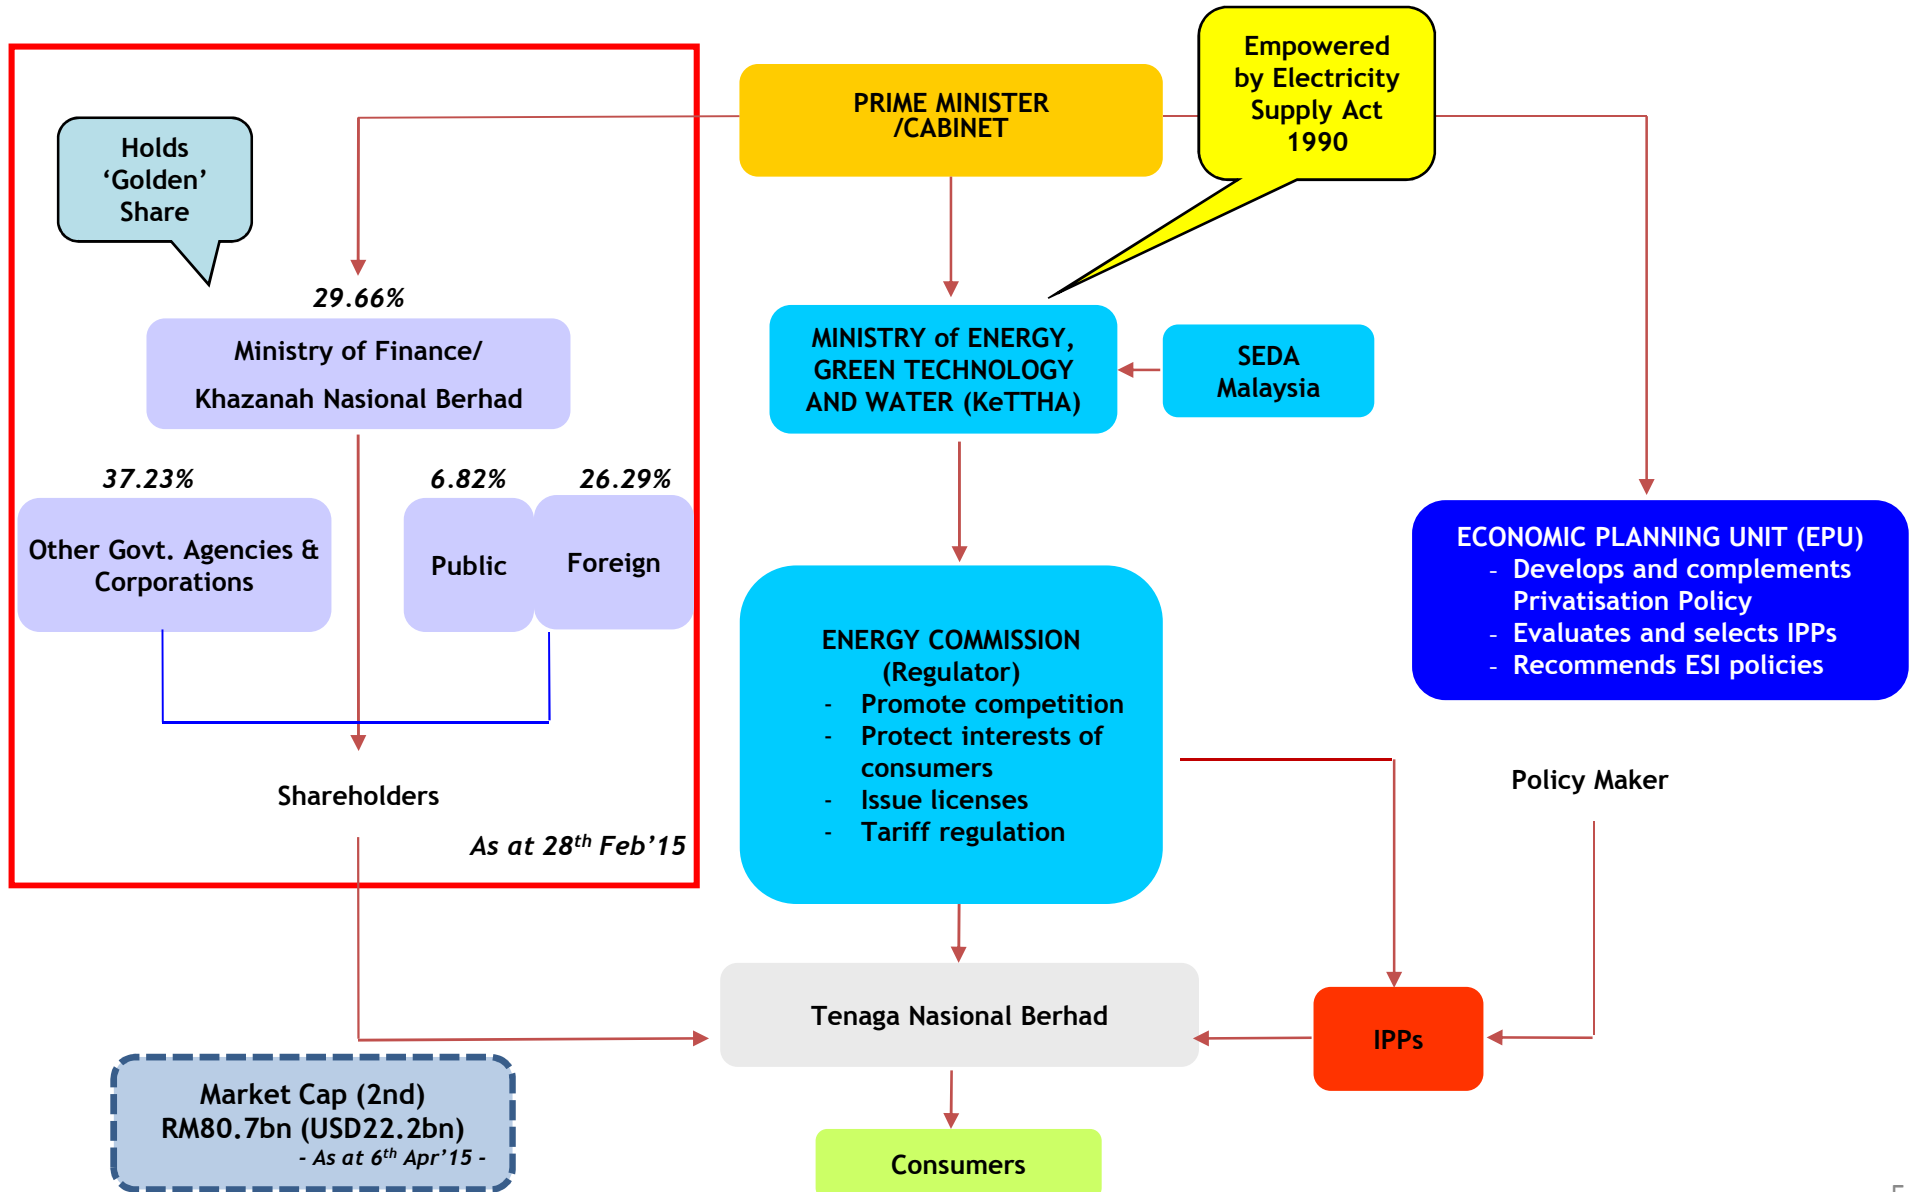 Empowered
by Electricity
Supply Act
1990
PRIME MINISTER
/CABINET
Holds
‘Golden’
Share
29.66%
Ministry of Finance/
Khazanah Nasional Berhad
MINISTRY of ENERGY,
GREEN TECHNOLOGY
AND WATER (KeTTHA)
SEDA
Malaysia
37.23%
6.82%
26.29%
Other Govt. Agencies &
Corporations
Public
Foreign
ECONOMIC PLANNING UNIT (EPU)
- Develops and complements
Privatisation Policy
- Evaluates and selects IPPs
- Recommends ESI policies
ENERGY COMMISSION
(Regulator)
- Promote competition
- Protect interests of
consumers
- Issue licenses
- Tariff regulation
Policy Maker
Shareholders
As at 28th Feb’15
Tenaga Nasional Berhad
IPPs
Market Cap (2nd)
RM80.7bn (USD22.2bn)
- As at 6th Apr’15 -
Consumers